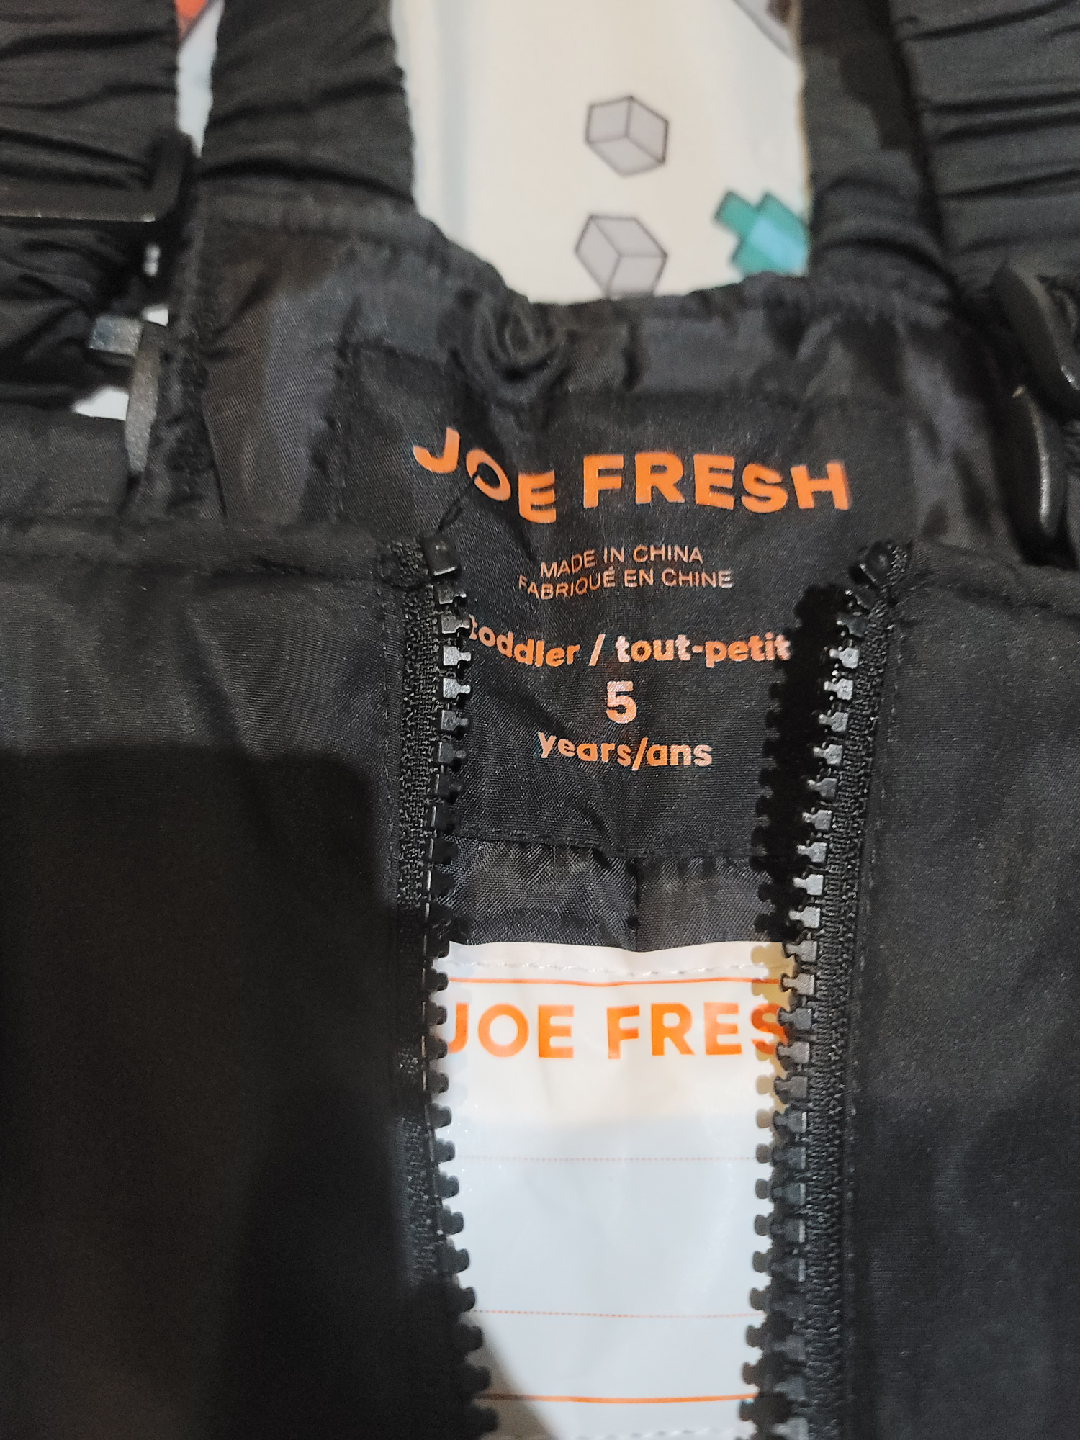 JOE FRESH
MADE IN CHINA
FABRIQUÉ EN CHINE
toddler / tout-petit
5
years/ans
JOE FRES